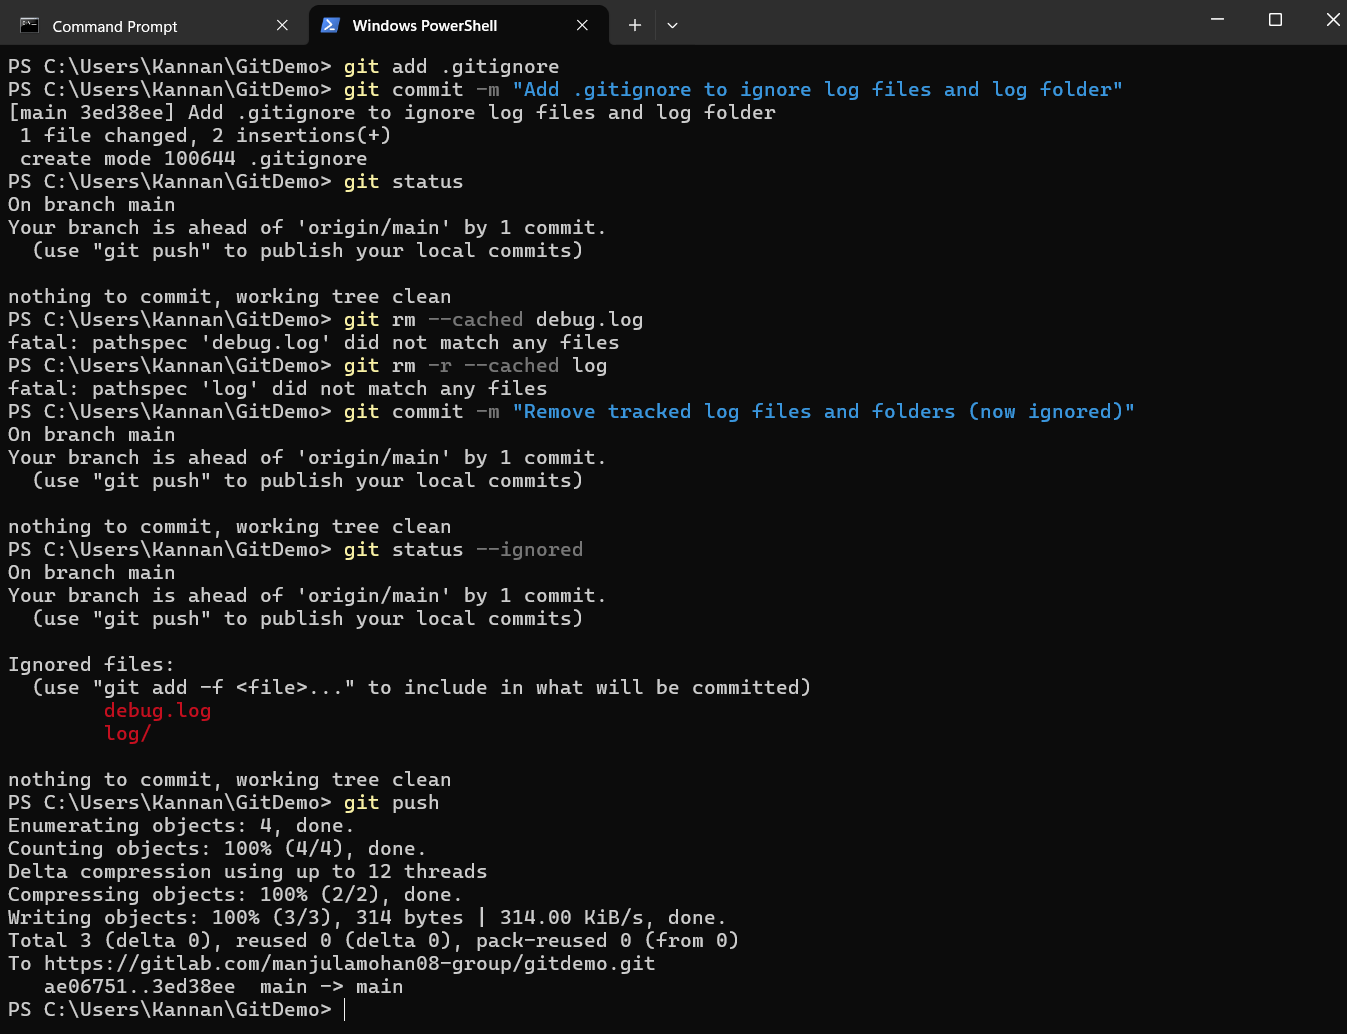 Command Prompt
Windows PowerShell
PS C:\Users\Kannan\GitDemo> git add .gitignore
PS C:\Users\Kannan\GitDemo> git commit -m "Add .gitignore to ignore log files and log folder"
[main 3ed38ee] Add .gitignore to ignore log files and log folder
 1 file changed, 2 insertions(+)
 create mode 100644 .gitignore
PS C:\Users\Kannan\GitDemo> git status
On branch main
Your branch is ahead of 'origin/main' by 1 commit.
  (use "git push" to publish your local commits)

nothing to commit, working tree clean
PS C:\Users\Kannan\GitDemo> git rm --cached debug.log
fatal: pathspec 'debug.log' did not match any files
PS C:\Users\Kannan\GitDemo> git rm -r --cached log
fatal: pathspec 'log' did not match any files
PS C:\Users\Kannan\GitDemo> git commit -m "Remove tracked log files and folders (now ignored)"
On branch main
Your branch is ahead of 'origin/main' by 1 commit.
  (use "git push" to publish your local commits)

nothing to commit, working tree clean
PS C:\Users\Kannan\GitDemo> git status --ignored
On branch main
Your branch is ahead of 'origin/main' by 1 commit.
  (use "git push" to publish your local commits)

Ignored files:
  (use "git add -f <file>..." to include in what will be committed)
        debug.log
        log/

nothing to commit, working tree clean
PS C:\Users\Kannan\GitDemo> git push
Enumerating objects: 4, done.
Counting objects: 100% (4/4), done.
Delta compression using up to 12 threads
Compressing objects: 100% (2/2), done.
Writing objects: 100% (3/3), 314 bytes | 314.00 KiB/s, done.
Total 3 (delta 0), reused 0 (delta 0), pack-reused 0 (from 0)
To https://gitlab.com/manjulamohan08-group/gitdemo.git
   ae06751..3ed38ee  main -> main
PS C:\Users\Kannan\GitDemo>